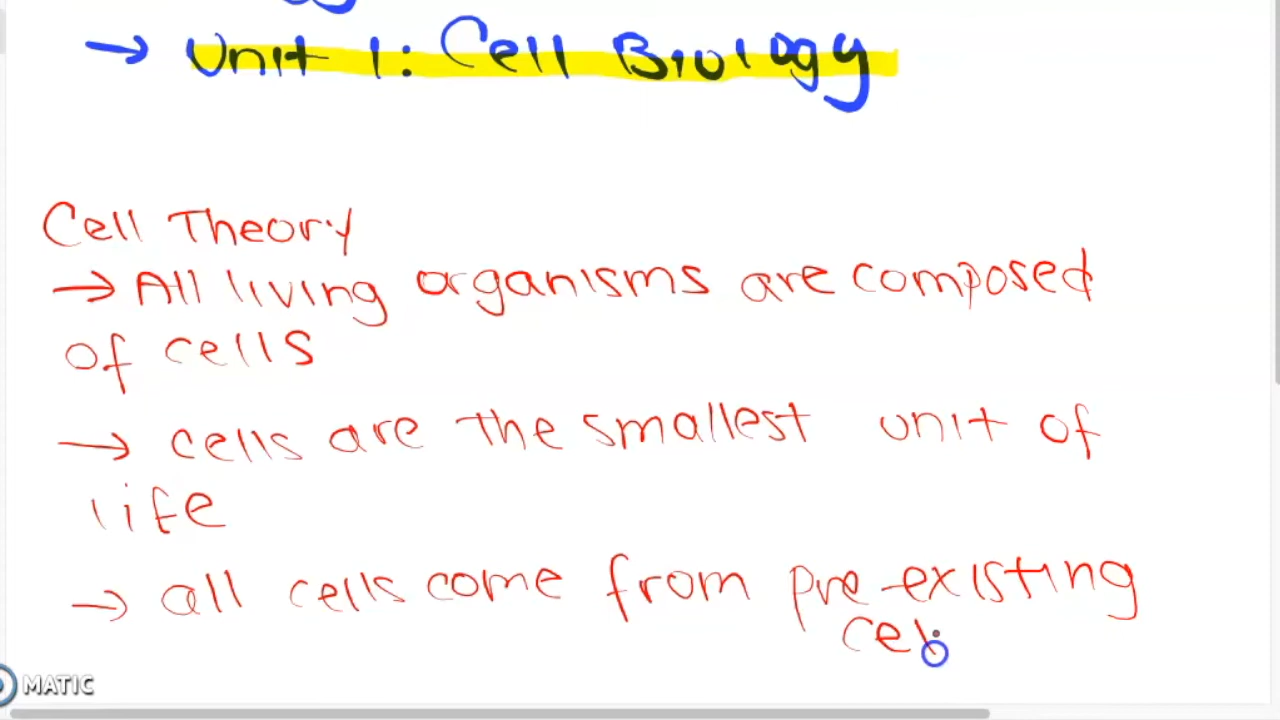 → Unit 1: Cell Biology
Cell Theory
→ All living organisms are composed
of cells
→ cells are the smallest unit of
life
→ all cells come from pre-existing
cel
MATIC